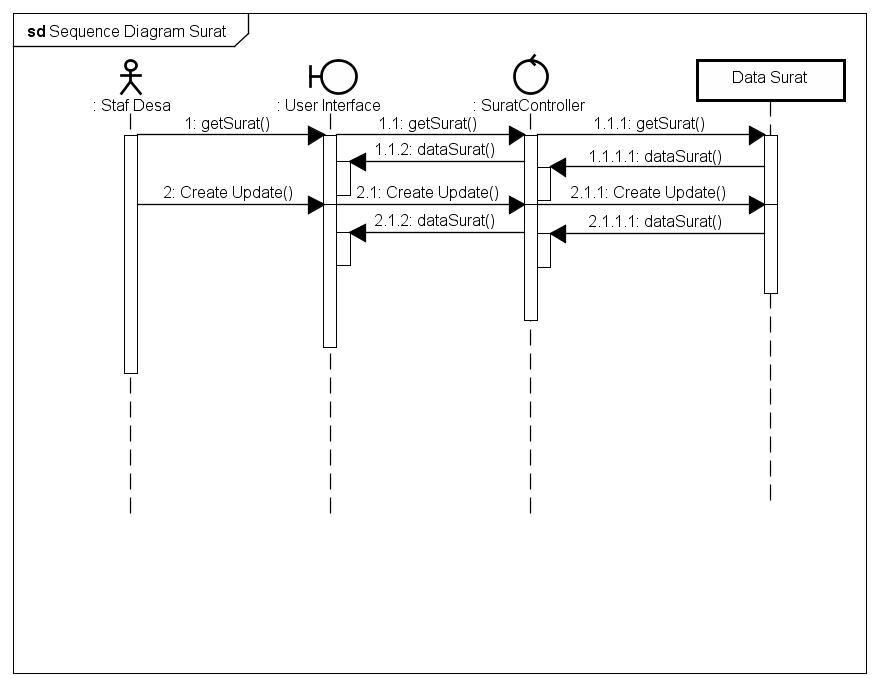 sd Sequence Diagram Surat
Data Surat
: Staf Desa
: User Interface
: SuratController
1: getSurat()
1.1: getSurat()
1.1.1: getSurat()
1.1.2: dataSurat()
1.1.1.1: dataSurat()
2: Create Update()
2.1: Create Update()
2.1.1: Create Update()
2.1.2: dataSurat()
2.1.1.1: dataSurat()